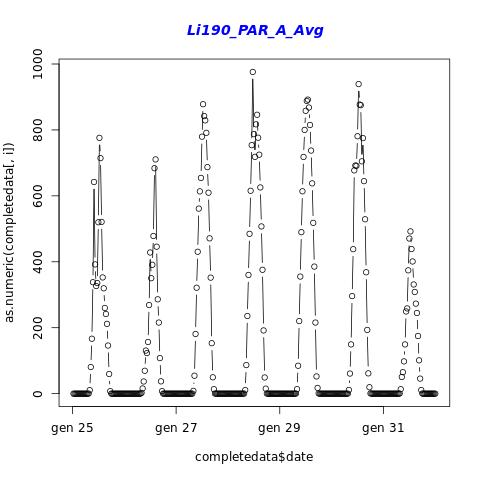 Li190_PAR_A_Avg
1000
800
600
400
200
0
as.numeric(completedata[, i])
gen 25
gen 27
gen 29
gen 31
completedata$date